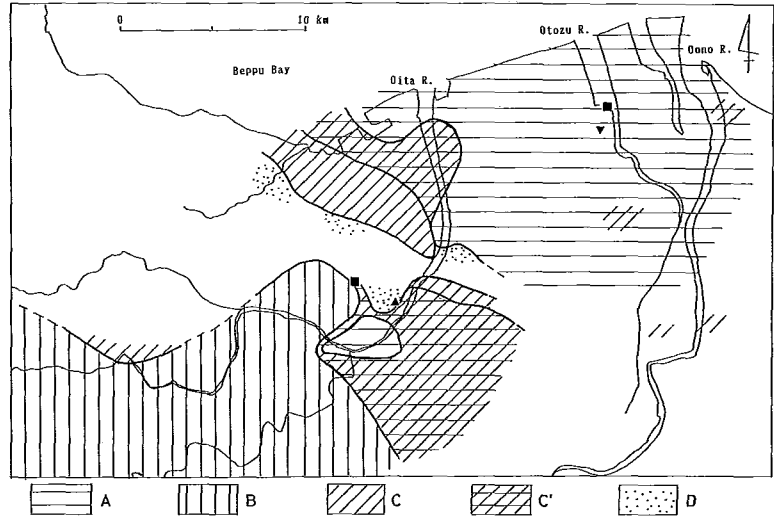 0 10 km
Beppu Bay
Oita R.
Otozu R.
Oono R.
A B C C' D